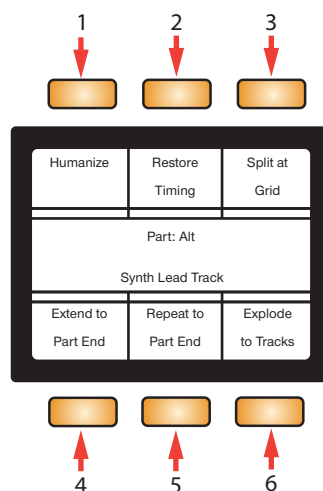 1 2 3
Humanize Restore Split at
Timing Grid
Part: Alt
Synth Lead Track
Extend to Repeat to Explode
Part End Part End to Tracks
4 5 6